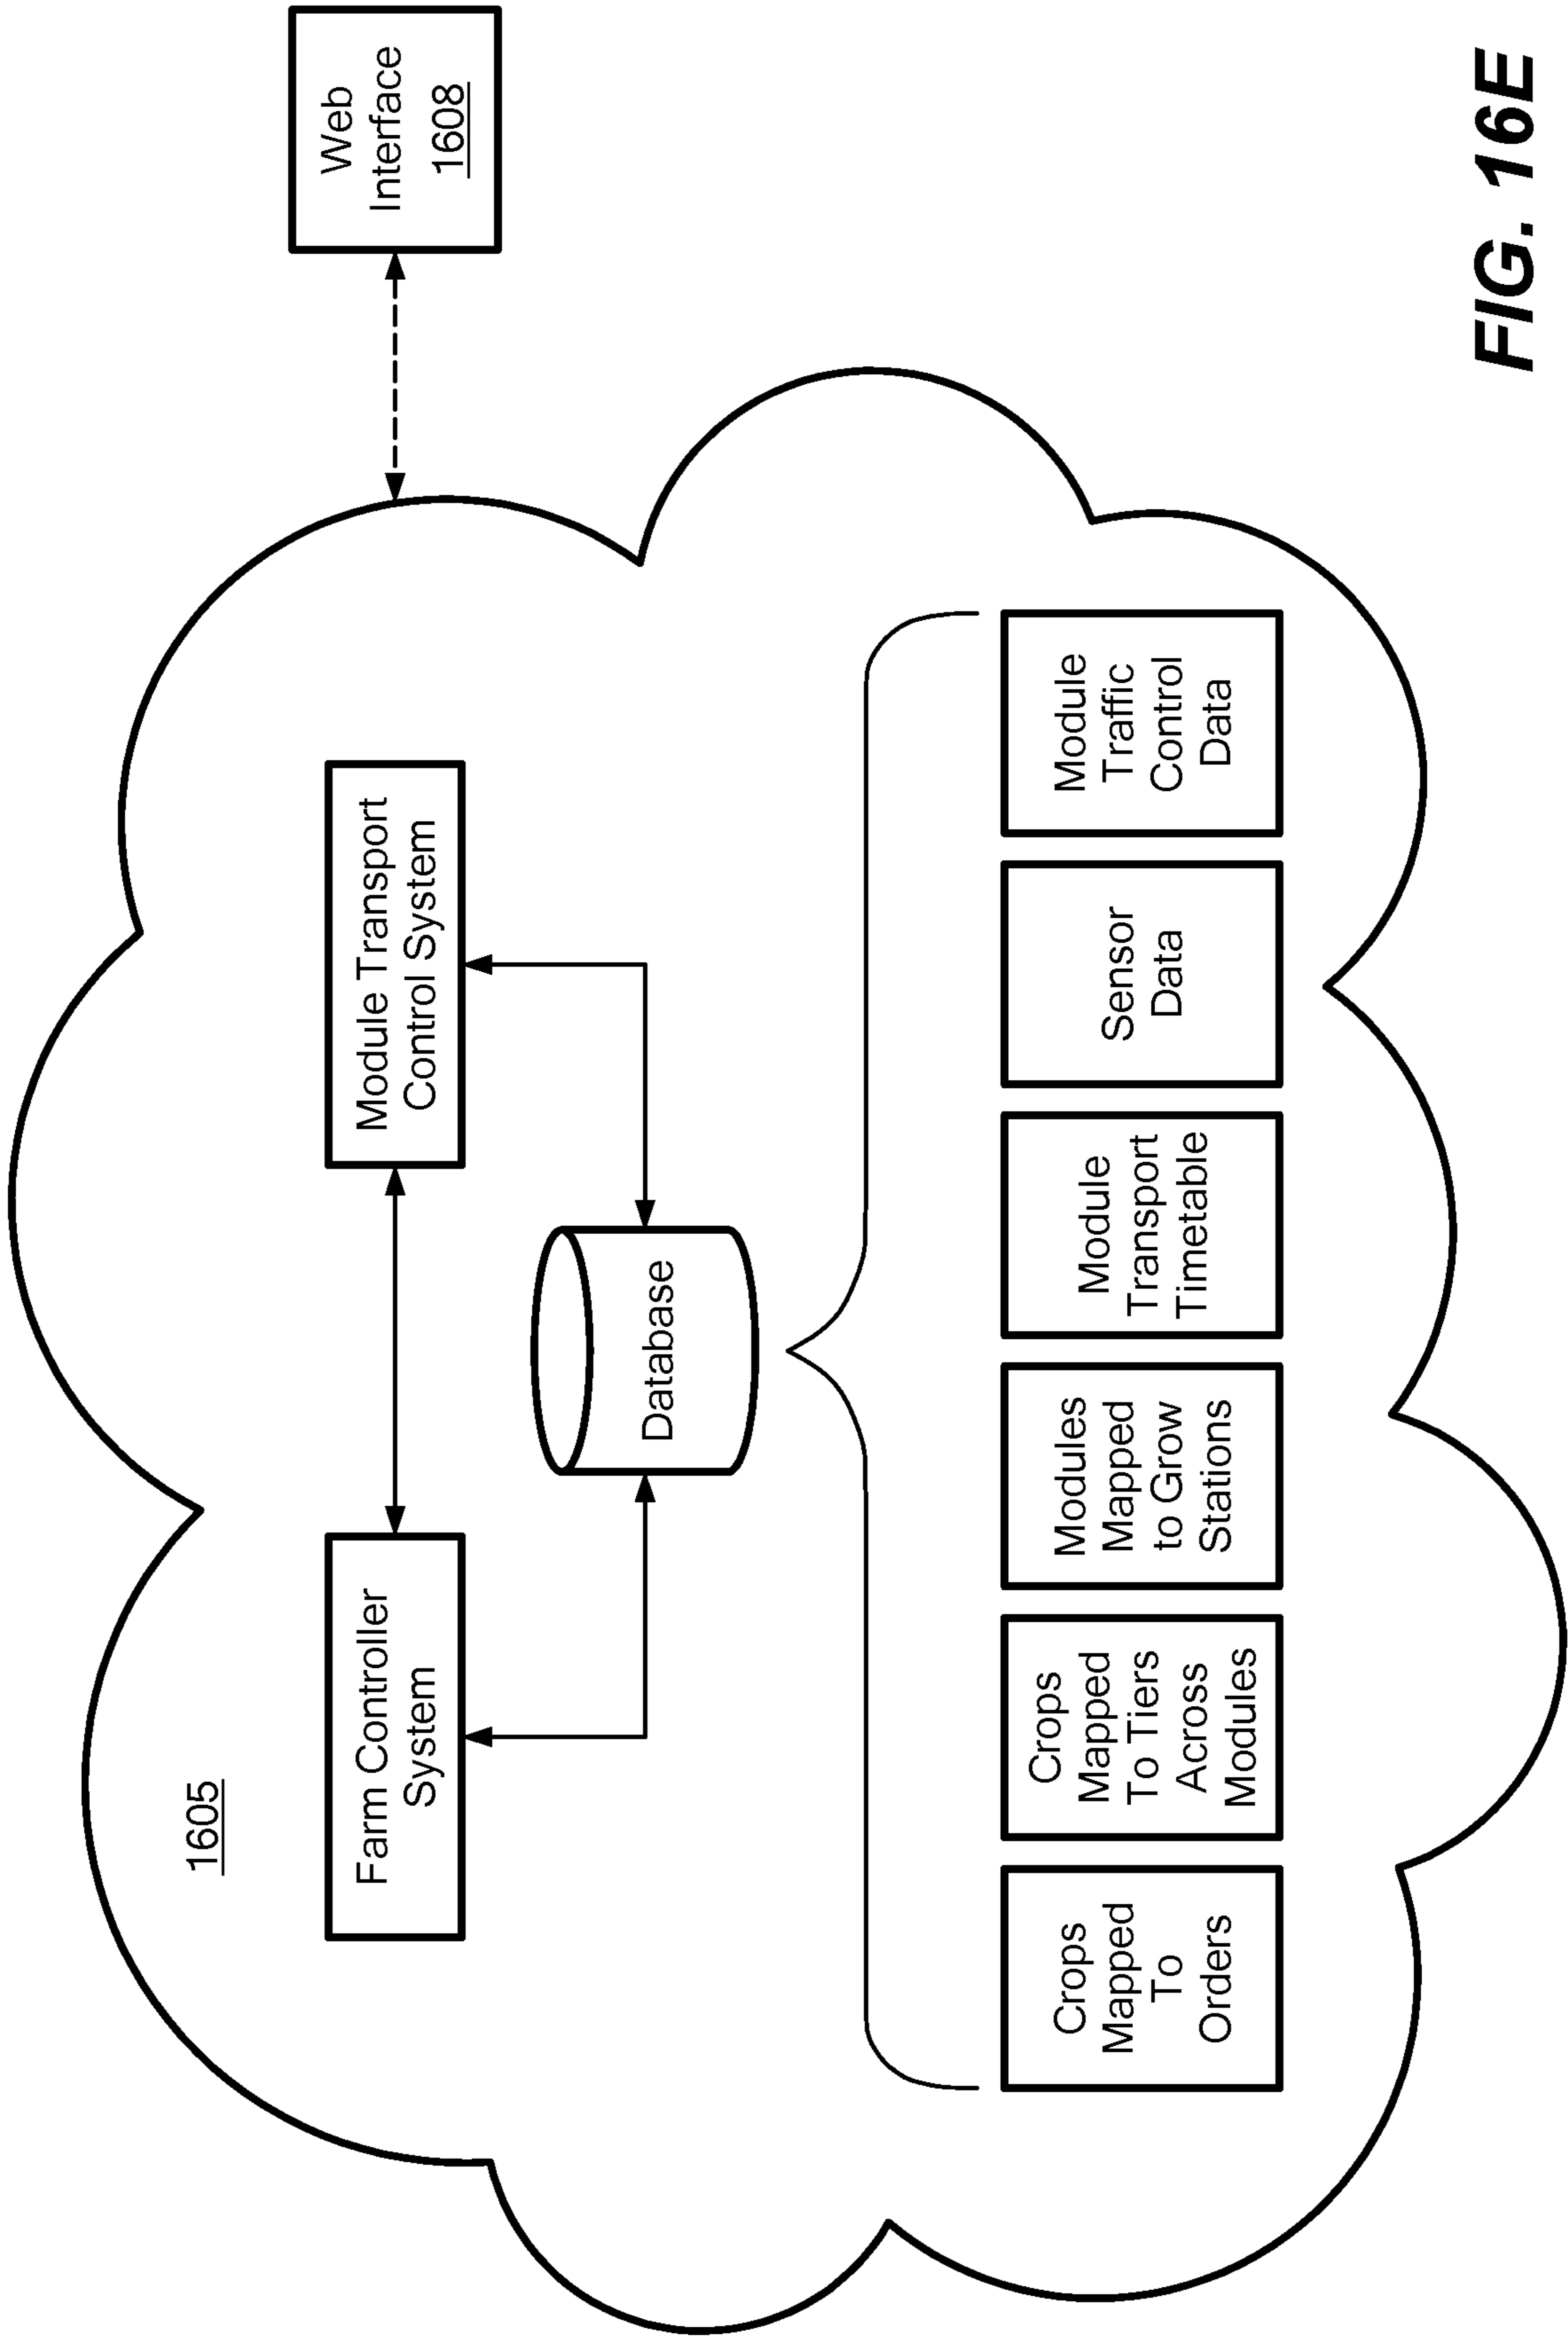 1605
Farm Controller
System
Module Transport
Control System
Web
Interface
1608
Database
Crops
Mapped
To
Orders
Crops
Mapped
To Tiers
Across
Modules
Modules
Mapped
to Grow
Stations
Module
Transport
Timetable
Sensor
Data
Module
Traffic
Control
Data
FIG. 16E